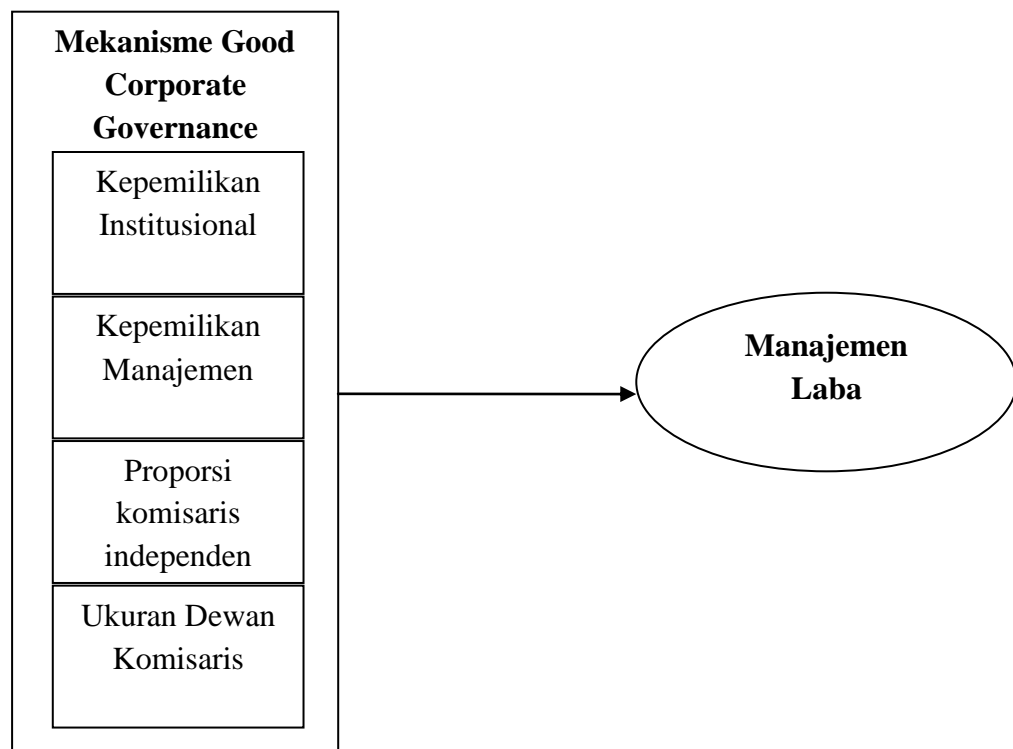 Mekanisme Good
Corporate
Governance
Kepemilikan
Institusional
Kepemilikan
Manajemen
Proporsi
komisaris
independen
Ukuran Dewan
Komisaris
Manajemen
Laba